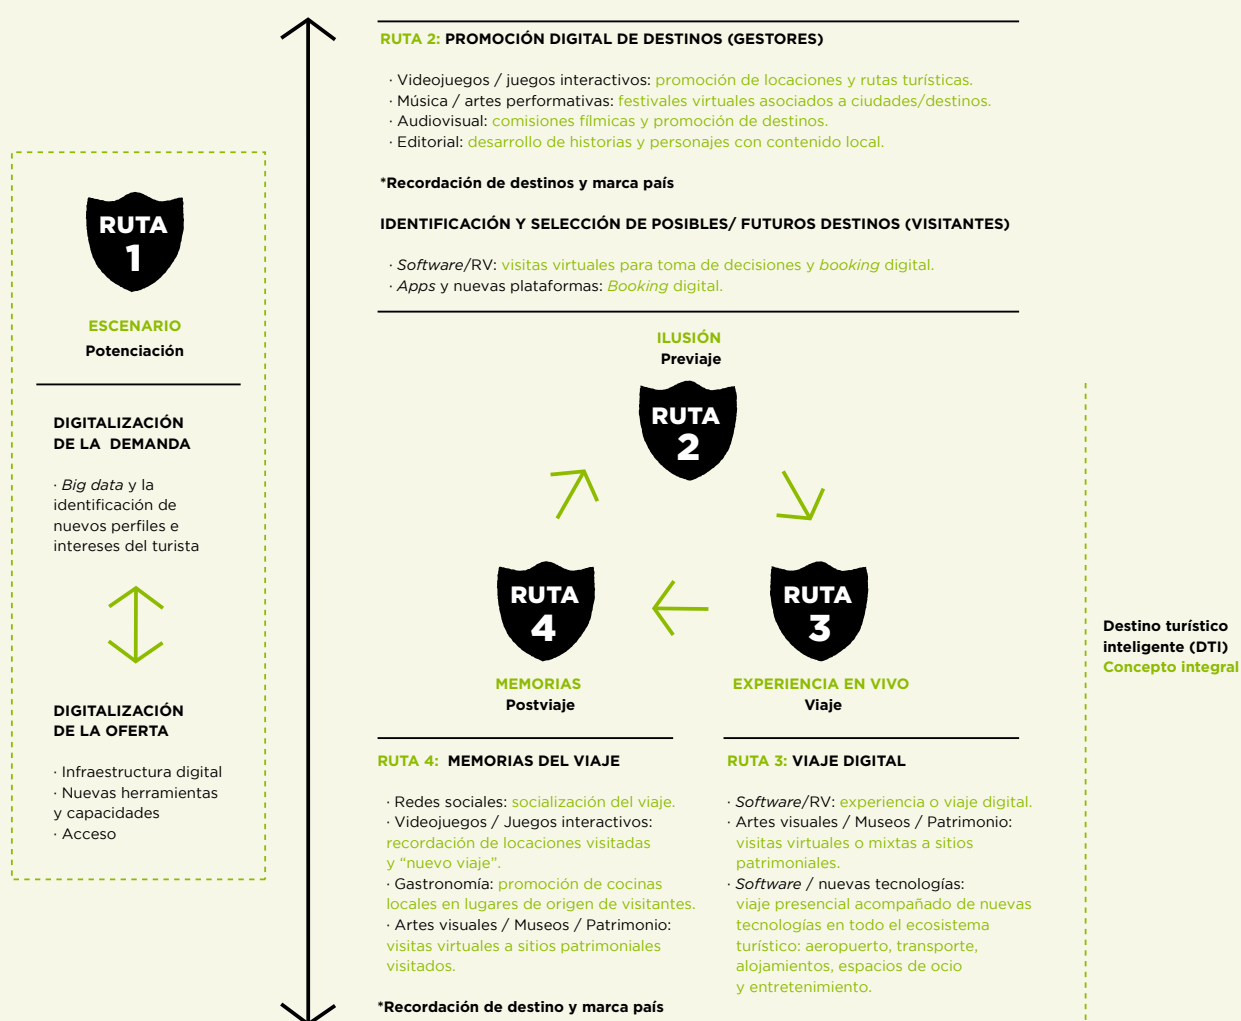 RUTA
1
ESCENARIO
Potenciación
DIGITALIZACIÓN
DE LA DEMANDA
· Big data y la
identificación de
nuevos perfiles e
intereses del turista
DIGITALIZACIÓN
DE LA OFERTA
· Infraestructura digital
· Nuevas herramientas
y capacidades
· Acceso
RUTA 2: PROMOCIÓN DIGITAL DE DESTINOS (GESTORES)
· Videojuegos / juegos interactivos: promoción de locaciones y rutas turísticas.
· Música / artes performativas: festivales virtuales asociados a ciudades/destinos.
· Audiovisual: comisiones fílmicas y promoción de destinos.
· Editorial: desarrollo de historias y personajes con contenido local.
*Recordación de destinos y marca país
IDENTIFICACIÓN Y SELECCIÓN DE POSIBLES/ FUTUROS DESTINOS (VISITANTES)
· Software/RV: visitas virtuales para toma de decisiones y booking digital.
· Apps y nuevas plataformas: Booking digital.
ILUSIÓN
Previaje
RUTA
2
RUTA
4
MEMORIAS
Postviaje
RUTA
3
EXPERIENCIA EN VIVO
Viaje
RUTA 4: MEMORIAS DEL VIAJE
· Redes sociales: socialización del viaje.
· Videojuegos / Juegos interactivos:
recordación de locaciones visitadas
y “nuevo viaje”.
· Gastronomía: promoción de cocinas
locales en lugares de origen de visitantes.
· Artes visuales / Museos / Patrimonio:
visitas virtuales a sitios patrimoniales
visitados.
*Recordación de destino y marca país
RUTA 3: VIAJE DIGITAL
· Software/RV: experiencia o viaje digital.
· Artes visuales / Museos / Patrimonio:
visitas virtuales o mixtas a sitios
patrimoniales.
· Software / nuevas tecnologías:
viaje presencial acompañado de nuevas
tecnologías en todo el ecosistema
turístico: aeropuerto, transporte,
alojamientos, espacios de ocio
y entretenimiento.
Destino turístico
inteligente (DTI)
Concepto integral